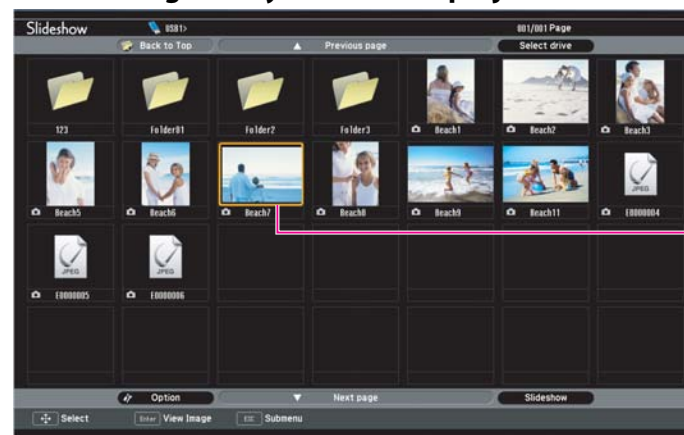 Slideshow 0581> 001/001 Page
Back to Top Previous page Select drive
123 Folder01 Folder2 Folder3 Beach1 Beach2 Beach3
JPEG
Beach5 Beach6 Beach7 Beach8 Beach9 Beach11 E0000004
JPEG JPEG
E0000005 E0000006
Option Next page Slideshow
Select Enter View Image ESC Submenu